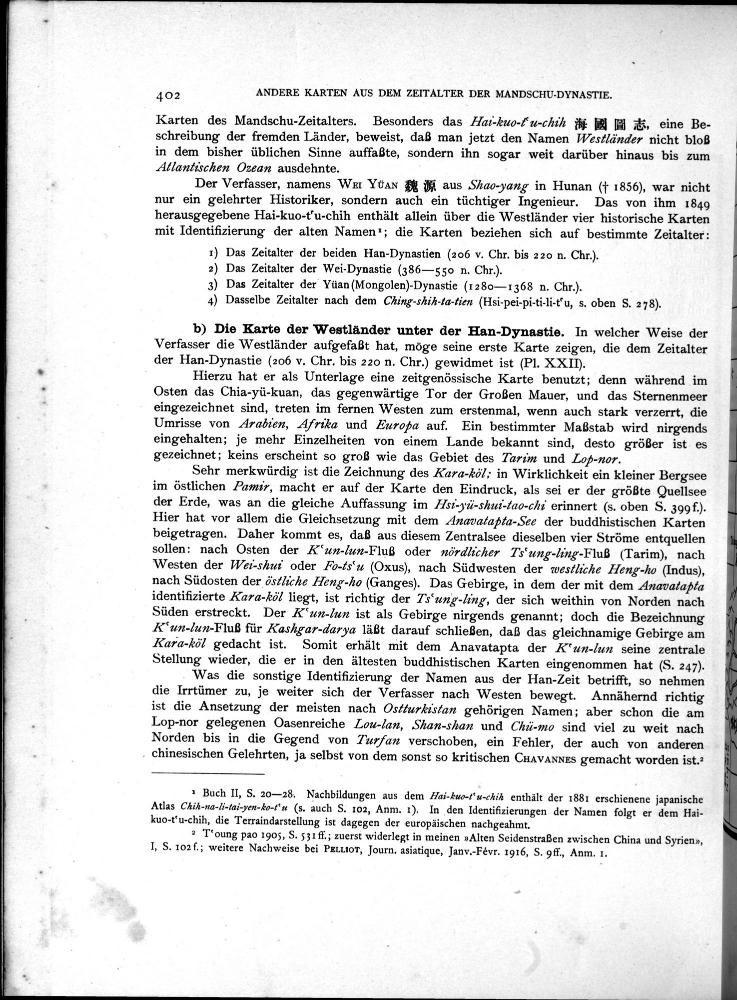 402 ANDERE KARTEN AUS DEM ZEITALTER DER MANDSCHU-DYNASTIE.
Karten des Mandschu-Zeitalters. Besonders das Hai-kuo-t‘u-chih 海 國 圖 志, eine Be-
schreibung der fremden Länder, beweist, daß man jetzt den Namen Westländer nicht bloß
in dem bisher üblichen Sinne auffaßte, sondern ihn sogar weit darüber hinaus bis zum
Atlantischen Ozean ausdehnte.
Der Verfasser, namens WEI YÜAN 魏 源 aus Shao-yang in Hunan († 1856), war nicht
nur ein gelehrter Historiker, sondern auch ein tüchtiger Ingenieur. Das von ihm 1849
herausgegebene Hai-kuo-t‘u-chih enthält allein über die Westländer vier historische Karten
mit Identifizierung der alten Namen¹; die Karten beziehen sich auf bestimmte Zeitalter:
1) Das Zeitalter der beiden Han-Dynastien (206 v. Chr. bis 220 n. Chr.).
2) Das Zeitalter der Wei-Dynastie (386—550 n. Chr.).
3) Das Zeitalter der Yüan(Mongolen)-Dynastie (1280—1368 n. Chr.).
4) Dasselbe Zeitalter nach dem Ching-shih-ta-tien (Hsi-pei-pi-ti-li-t‘u, s. oben S. 278).
b) Die Karte der Westländer unter der Han-Dynastie. In welcher Weise der
Verfasser die Westländer aufgefaßt hat, möge seine erste Karte zeigen, die dem Zeitalter
der Han-Dynastie (206 v. Chr. bis 220 n. Chr.) gewidmet ist (Pl. XXII).
Hierzu hat er als Unterlage eine zeitgenössische Karte benutzt; denn während im
Osten das Chia-yü-kuan, das gegenwärtige Tor der Großen Mauer, und das Sternenmeer
eingezeichnet sind, treten im fernen Westen zum erstenmal, wenn auch stark verzerrt, die
Umrisse von Arabien, Afrika und Europa auf. Ein bestimmter Maßstab wird nirgends
eingehalten; je mehr Einzelheiten von einem Lande bekannt sind, desto größer ist es
gezeichnet; keins erscheint so groß wie das Gebiet des Tarim und Lop-nor.
Sehr merkwürdig ist die Zeichnung des Kara-köl; in Wirklichkeit ein kleiner Bergsee
im östlichen Pamir, macht er auf der Karte den Eindruck, als sei er der größte Quellsee
der Erde, was an die gleiche Auffassung im Hsi-yü-shui-tao-chi erinnert (s. oben S. 399f.).
Hier hat vor allem die Gleichsetzung mit dem Anavatapta-See der buddhistischen Karten
beigetragen. Daher kommt es, daß aus diesem Zentralsee dieselben vier Ströme entquellen
sollen: nach Osten der K‘un-lun-Fluß oder nördlicher Ts‘ung-ling-Fluß (Tarim), nach
Westen der Wei-shui oder Fo-ts‘u (Oxus), nach Südwesten der westliche Heng-ho (Indus),
nach Südosten der östliche Heng-ho (Ganges). Das Gebirge, in dem der mit dem Anavatapta
identifizierte Kara-köl liegt, ist richtig der Ts‘ung-ling, der sich weithin von Norden nach
Süden erstreckt. Der K‘un-lun ist als Gebirge nirgends genannt; doch die Bezeichnung
K‘un-lun-Fluß für Kashgar-darya läßt darauf schließen, daß das gleichnamige Gebirge am
Kara-köl gedacht ist. Somit erhält mit dem Anavatapta der K‘un-lun seine zentrale
Stellung wieder, die er in den ältesten buddhistischen Karten eingenommen hat (S. 247).
Was die sonstige Identifizierung der Namen aus der Han-Zeit betrifft, so nehmen
die Irrtümer zu, je weiter sich der Verfasser nach Westen bewegt. Annähernd richtig
ist die Ansetzung der meisten nach Ostturkistan gehörigen Namen; aber schon die am
Lop-nor gelegenen Oasenreiche Lou-lan, Shan-shan und Chü-mo sind viel zu weit nach
Norden bis in die Gegend von Turfan verschoben, ein Fehler, der auch von anderen
chinesischen Gelehrten, ja selbst von dem sonst so kritischen CHAVANNES gemacht worden ist.²
¹ Buch II, S. 20—28. Nachbildungen aus dem Hai-kuo-t‘u-chih enthält der 1881 erschienene japanische
Atlas Chih-na-li-tai-yen-ko-t‘u (s. auch S. 102, Anm. 1). In den Identifizierungen der Namen folgt er dem Hai-
kuo-t‘u-chih, die Terraindarstellung ist dagegen der europäischen nachgeahmt.
² T‘oung pao 1905, S. 531 ff.; zuerst widerlegt in meinen »Alten Seidenstraßen zwischen China und Syrien»,
I, S. 102 f.; weitere Nachweise bei PELLIOT, Journ. asiatique, Janv.-Févr. 1916, S. 9ff., Anm. 1.